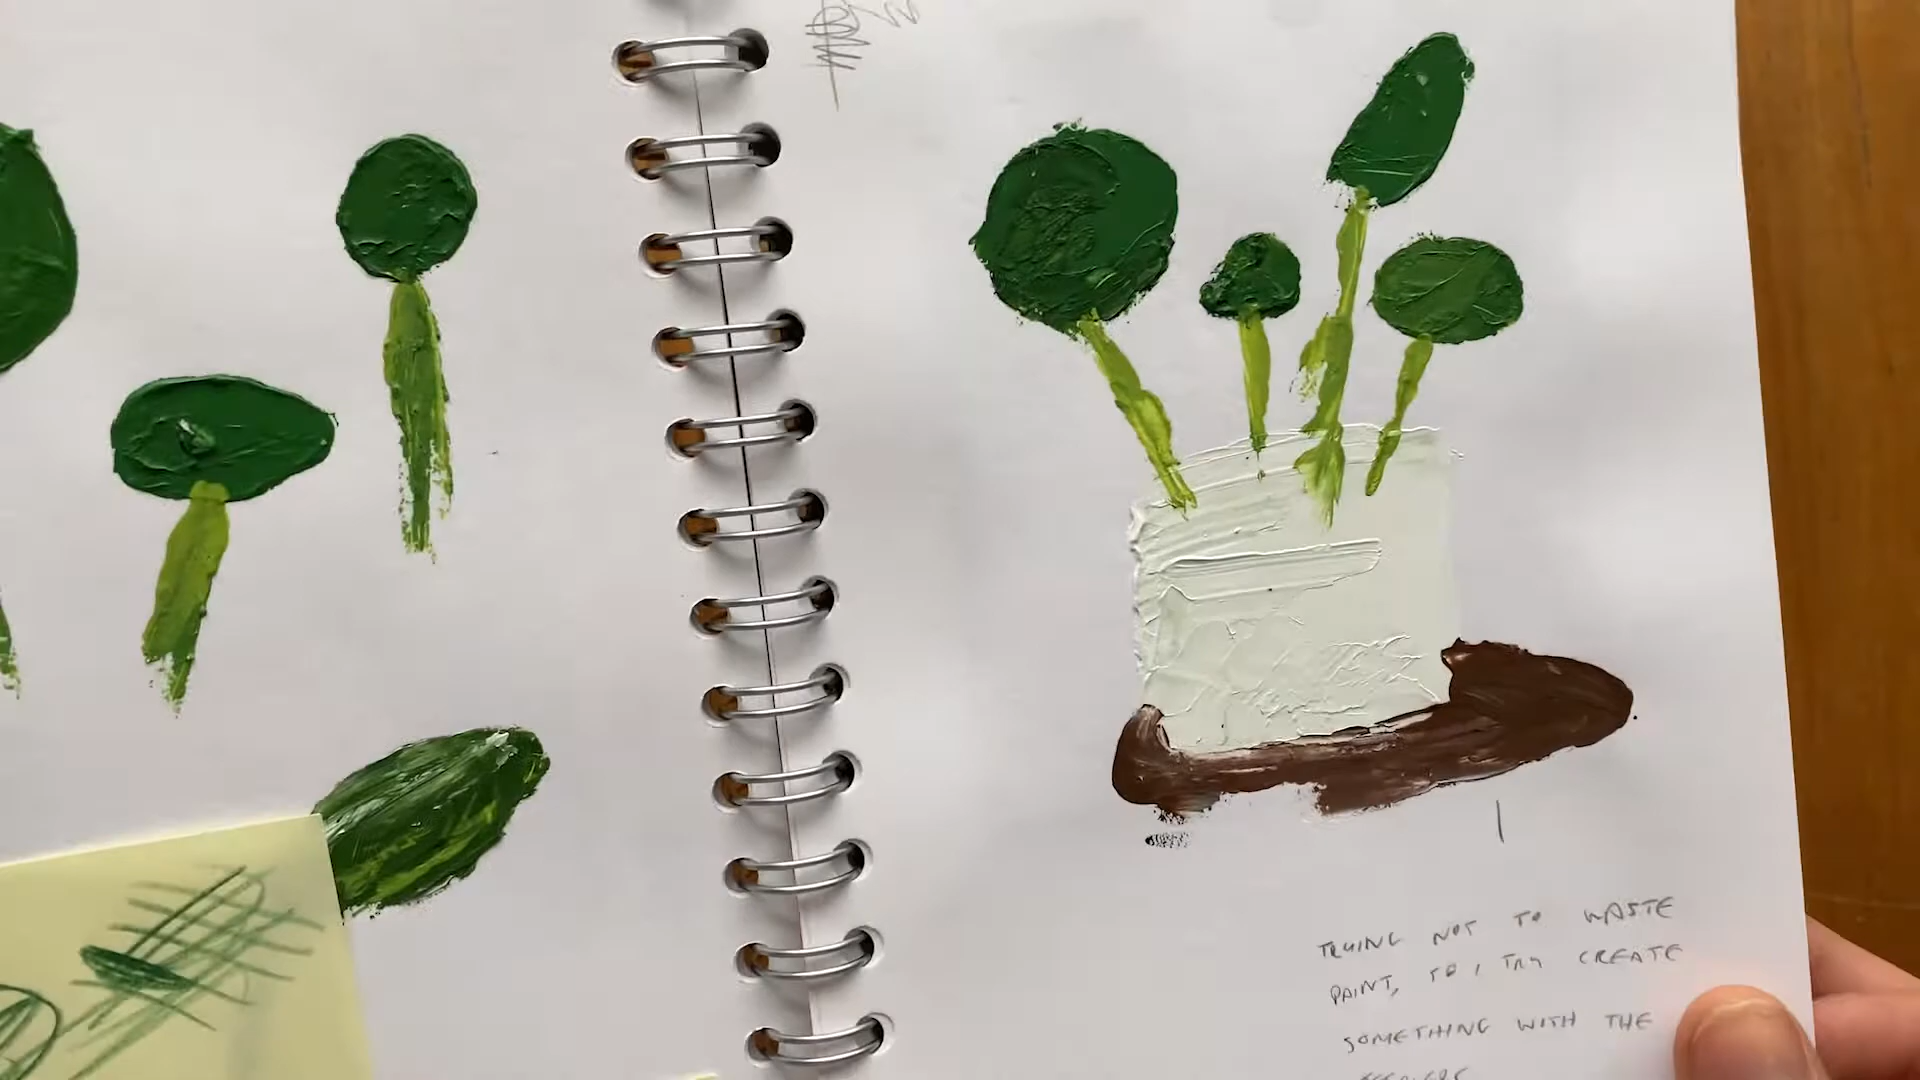 TRYING NOT TO WASTE
PAINT, SO I TRY CREATE
SOMETHING WITH THE